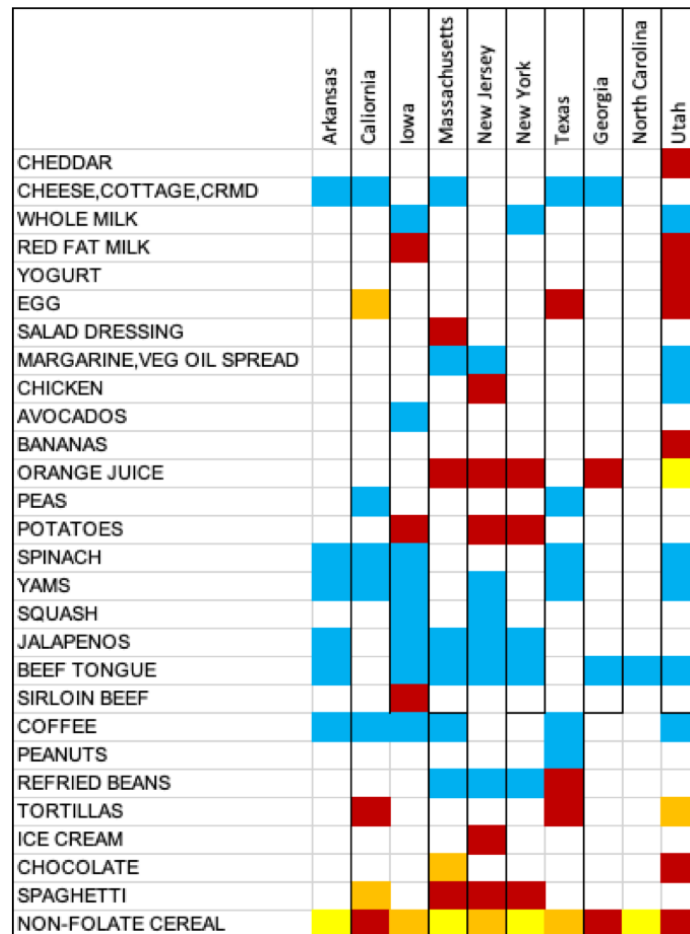 Arkansas
Caliornia
Iowa
Massachusetts
New Jersey
New York
Texas
Georgia
North Carolina
Utah
CHEDDAR
CHEESE,COTTAGE,CRMD
WHOLE MILK
RED FAT MILK
YOGURT
EGG
SALAD DRESSING
MARGARINE,VEG OIL SPREAD
CHICKEN
AVOCADOS
BANANAS
ORANGE JUICE
PEAS
POTATOES
SPINACH
YAMS
SQUASH
JALAPENOS
BEEF TONGUE
SIRLOIN BEEF
COFFEE
PEANUTS
REFRIED BEANS
TORTILLAS
ICE CREAM
CHOCOLATE
SPAGHETTI
NON-FOLATE CEREAL